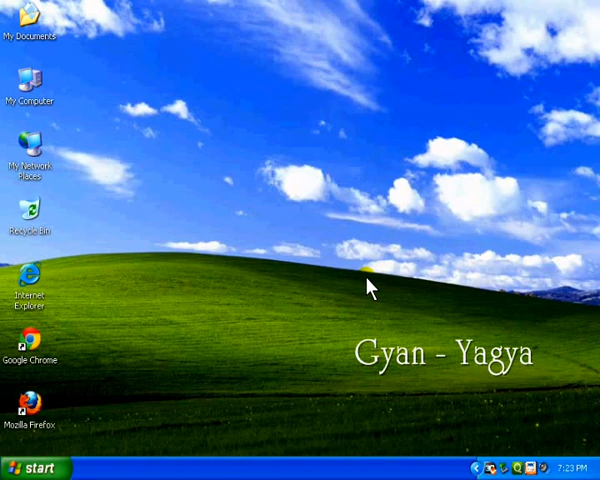 My Documents
My Computer
My Network
Places
Recycle Bin
Internet
Explorer
Google Chrome
Mozilla Firefox
Gyan - Yagya
start
7:23 PM